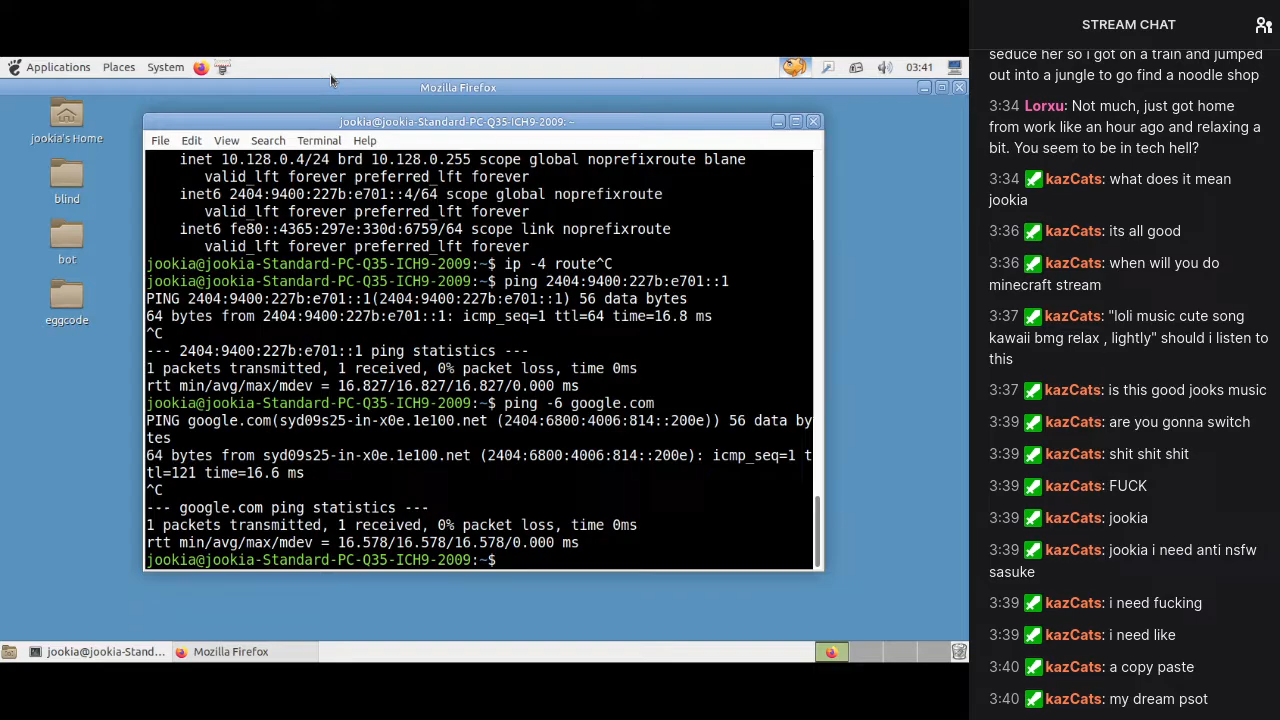 Applications Places System
03:41
Mozilla Firefox
jookia's Home
blind
bot
eggcode
jookia@jookia-Standard-PC-Q35-ICH9-2009: ~
File Edit View Search Terminal Help
inet 10.128.0.4/24 brd 10.128.0.255 scope global noprefixroute blane
valid_lft forever preferred_lft forever
inet6 2404:9400:227b:e701::4/64 scope global noprefixroute
valid_lft forever preferred_lft forever
inet6 fe80::4365:297e:330d:6759/64 scope link noprefixroute
valid_lft forever preferred_lft forever
jookia@jookia-Standard-PC-Q35-ICH9-2009:~$ ip -4 route^C
jookia@jookia-Standard-PC-Q35-ICH9-2009:~$ ping 2404:9400:227b:e701::1
PING 2404:9400:227b:e701::1(2404:9400:227b:e701::1) 56 data bytes
64 bytes from 2404:9400:227b:e701::1: icmp_seq=1 ttl=64 time=16.8 ms
^C
--- 2404:9400:227b:e701::1 ping statistics ---
1 packets transmitted, 1 received, 0% packet loss, time 0ms
rtt min/avg/max/mdev = 16.827/16.827/16.827/0.000 ms
jookia@jookia-Standard-PC-Q35-ICH9-2009:~$ ping -6 google.com
PING google.com(syd09s25-in-x0e.1e100.net (2404:6800:4006:814::200e)) 56 data by
tes
64 bytes from syd09s25-in-x0e.1e100.net (2404:6800:4006:814::200e): icmp_seq=1 t
tl=121 time=16.6 ms
^C
--- google.com ping statistics ---
1 packets transmitted, 1 received, 0% packet loss, time 0ms
rtt min/avg/max/mdev = 16.578/16.578/16.578/0.000 ms
jookia@jookia-Standard-PC-Q35-ICH9-2009:~$
jookia@jookia-Stand...
Mozilla Firefox
STREAM CHAT
seduce her so i got on a train and jumped
out into a jungle to go find a noodle shop
3:34 Lorxu: Not much, just got home
from work like an hour ago and relaxing a
bit. You seem to be in tech hell?
3:34 kazCats: what does it mean
jookia
3:36 kazCats: its all good
3:36 kazCats: when will you do
minecraft stream
3:37 kazCats: "loli music cute song
kawaii bmg relax , lightly" should i listen to
this
3:37 kazCats: is this good jooks music
3:39 kazCats: are you gonna switch
3:39 kazCats: shit shit shit
3:39 kazCats: FUCK
3:39 kazCats: jookia
3:39 kazCats: jookia i need anti nsfw
sasuke
3:39 kazCats: i need fucking
3:39 kazCats: i need like
3:40 kazCats: a copy paste
3:40 kazCats: my dream psot